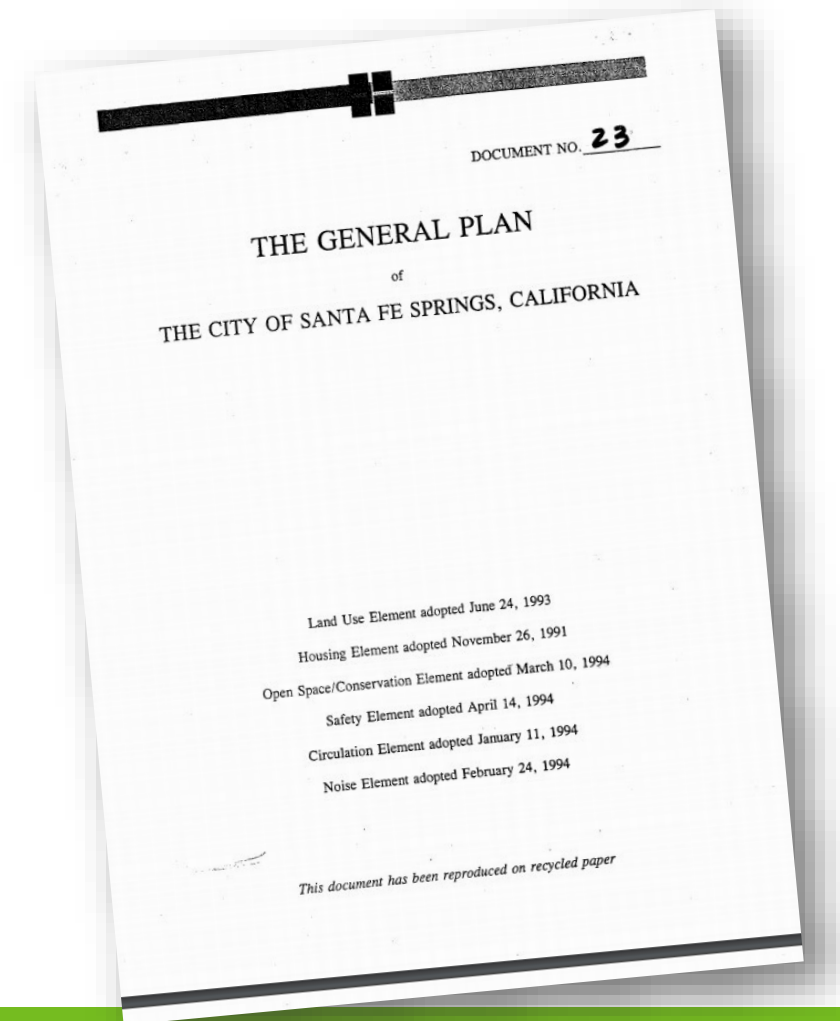 DOCUMENT NO. 23
THE GENERAL PLAN
of
THE CITY OF SANTA FE SPRINGS, CALIFORNIA
Land Use Element adopted June 24, 1993
Housing Element adopted November 26, 1991
Open Space/Conservation Element adopted March 10, 1994
Safety Element adopted April 14, 1994
Circulation Element adopted January 11, 1994
Noise Element adopted February 24, 1994
This document has been reproduced on recycled paper